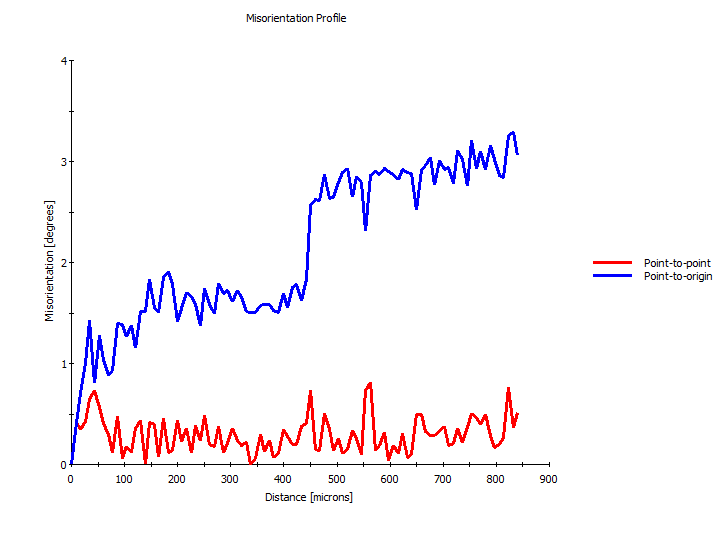 Misorientation Profile
4
3
2
1
0
Misorientation [degrees]
0 100 200 300 400 500 600 700 800 900
Distance [microns]
Point-to-point
Point-to-origin